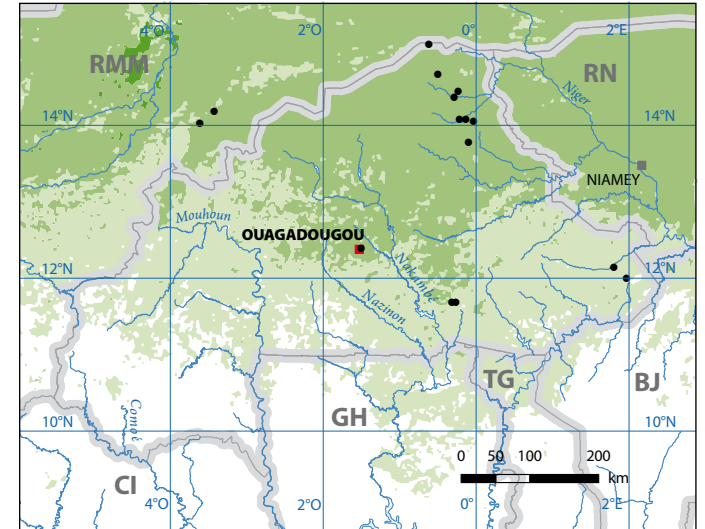 4°O 2°O 0° 2°E
RMM RN
Niger
14°N 14°N
NIAMEY
Mouhoun
OUAGADOUGOU
Nakambe
12°N 12°N
Nazinon
TG BJ
GH
Comoé
10°N 10°N
0 50 100 200
km
CI
4°O 2°O 0° 2°E